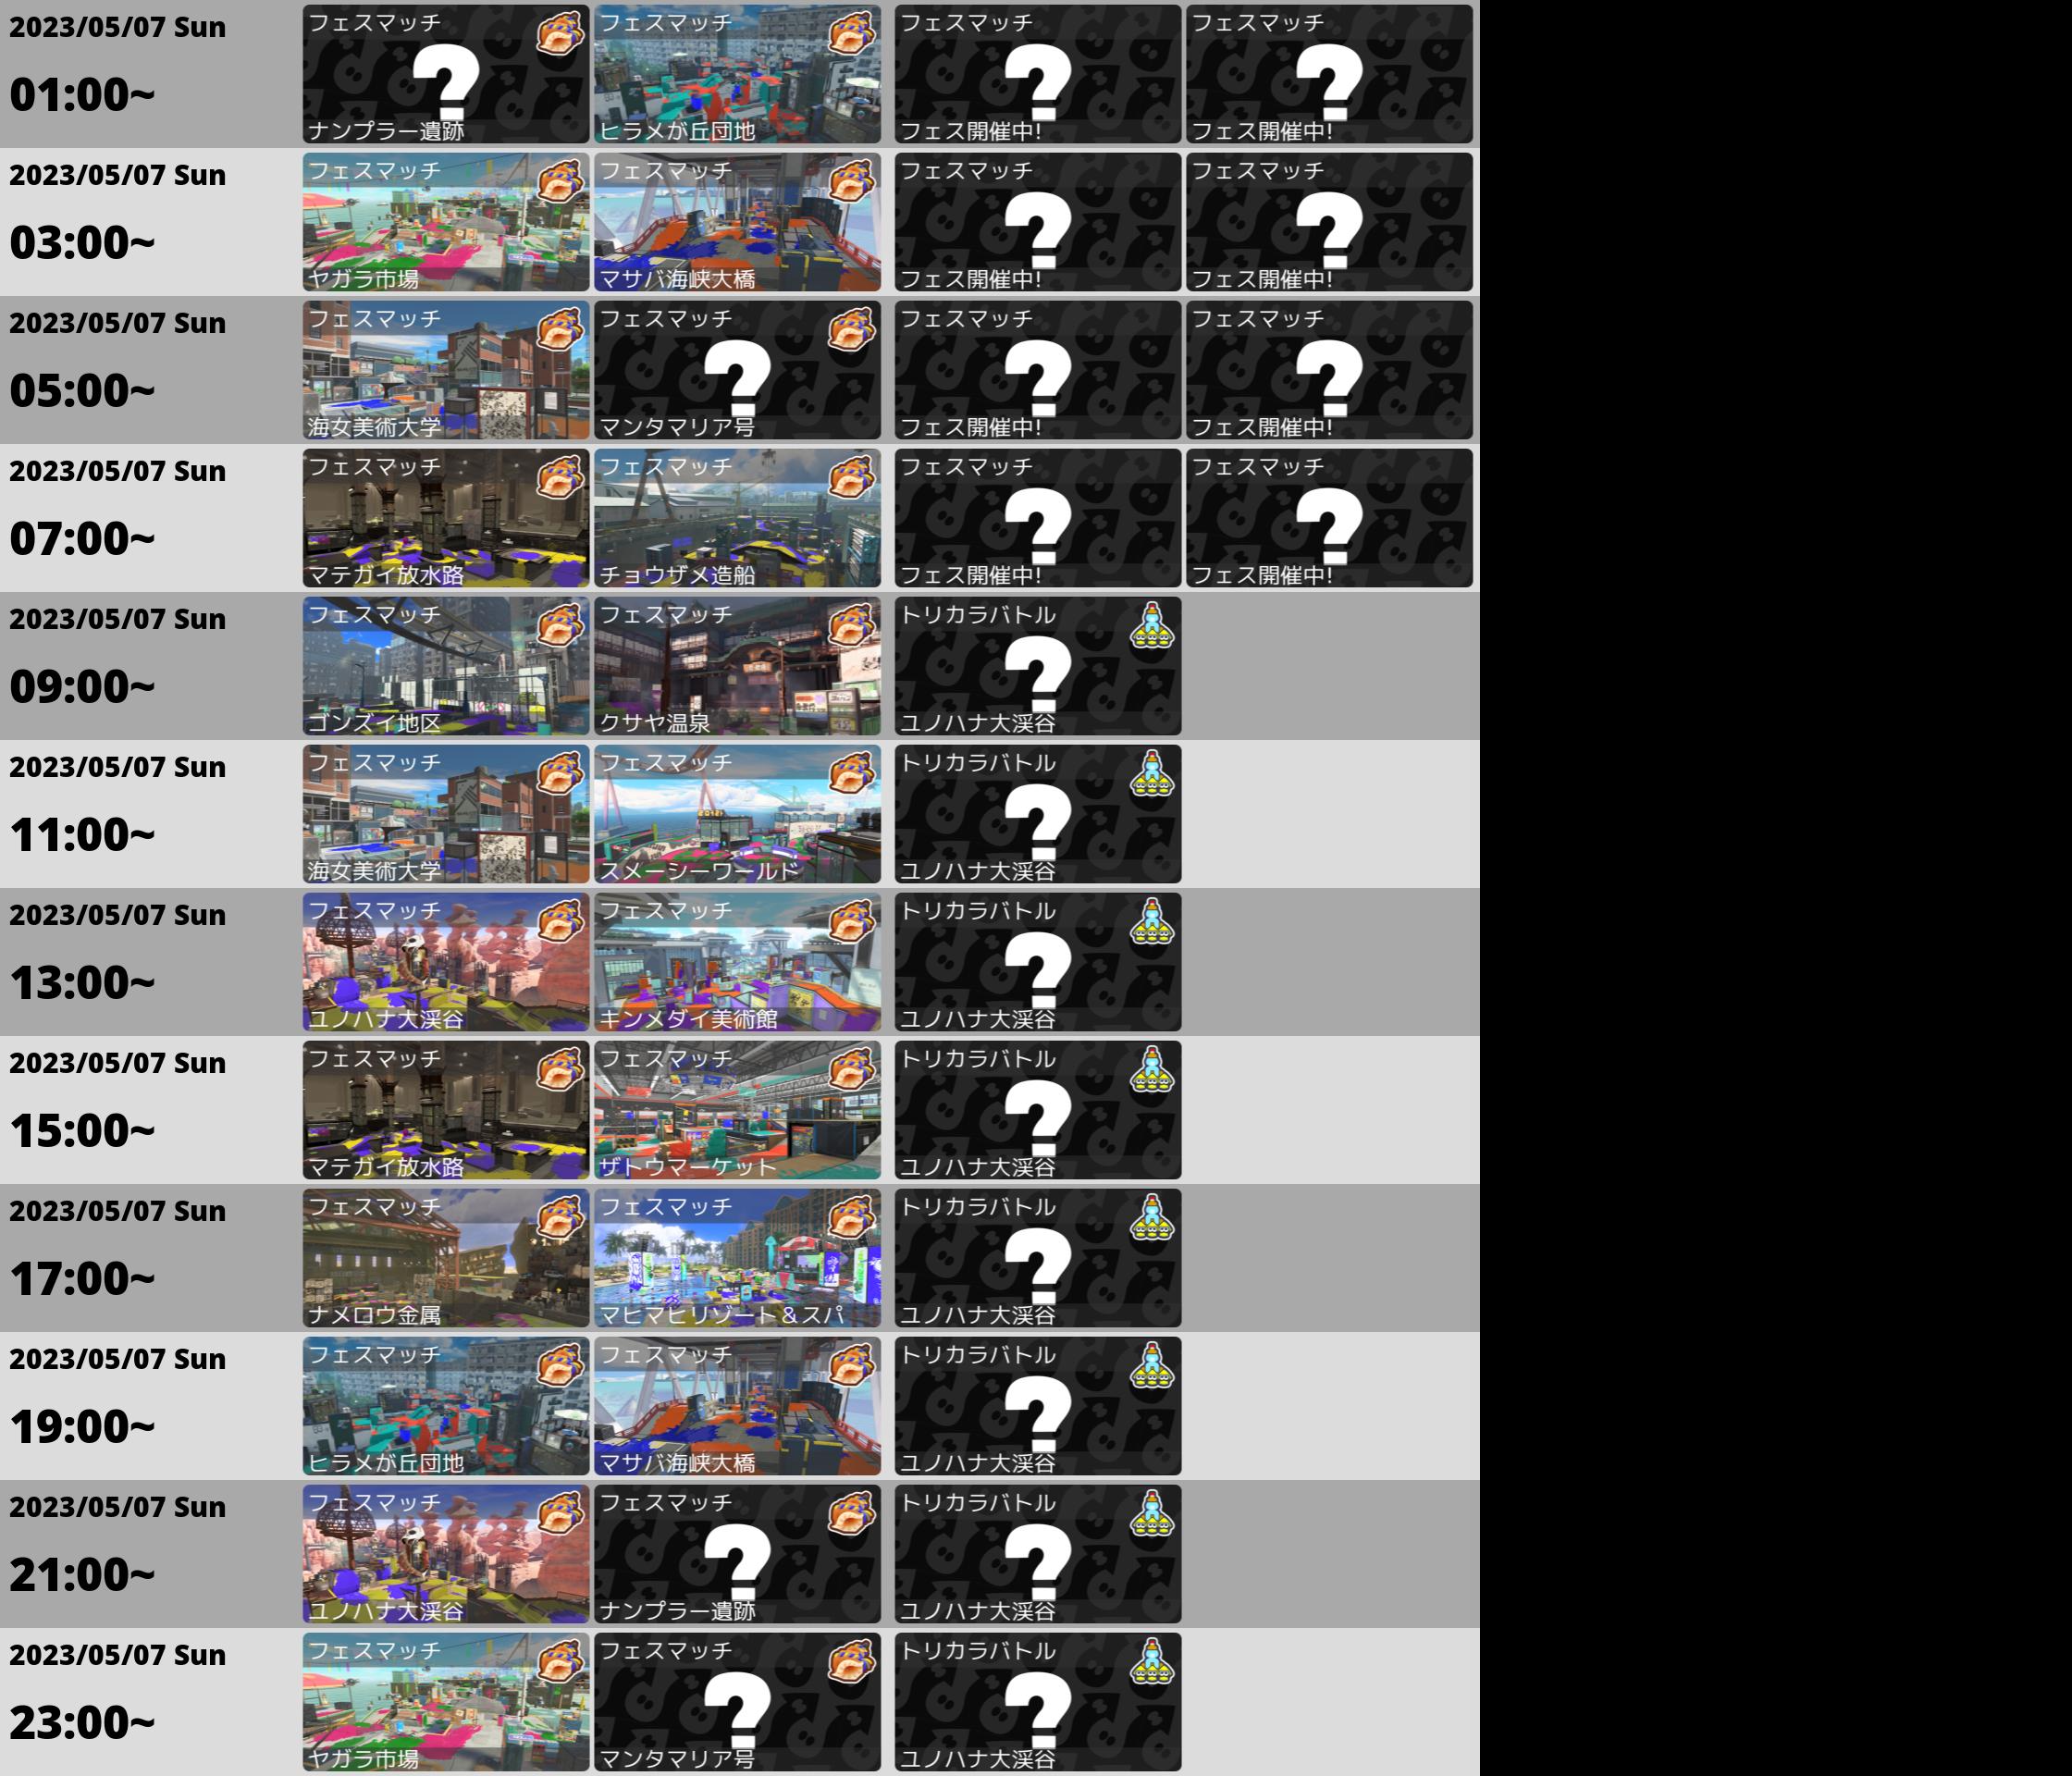 2023/05/07 Sun
01:00~
フェスマッチ
ナンプラー遺跡
フェスマッチ
ヒラメが丘団地
フェスマッチ
フェス開催中!
フェスマッチ
フェス開催中!
2023/05/07 Sun
03:00~
フェスマッチ
ヤガラ市場
フェスマッチ
マサバ海峡大橋
フェスマッチ
フェス開催中!
フェスマッチ
フェス開催中!
2023/05/07 Sun
05:00~
フェスマッチ
海女美術大学
フェスマッチ
マンタマリア号
フェスマッチ
フェス開催中!
フェスマッチ
フェス開催中!
2023/05/07 Sun
07:00~
フェスマッチ
マテガイ放水路
フェスマッチ
チョウザメ造船
フェスマッチ
フェス開催中!
フェスマッチ
フェス開催中!
2023/05/07 Sun
09:00~
フェスマッチ
ゴンズイ地区
フェスマッチ
クサヤ温泉
トリカラバトル
ユノハナ大渓谷
2023/05/07 Sun
11:00~
フェスマッチ
海女美術大学
フェスマッチ
スメーシーワールド
トリカラバトル
ユノハナ大渓谷
2023/05/07 Sun
13:00~
フェスマッチ
ユノハナ大渓谷
フェスマッチ
キンメダイ美術館
トリカラバトル
ユノハナ大渓谷
2023/05/07 Sun
15:00~
フェスマッチ
マテガイ放水路
フェスマッチ
ザトウマーケット
トリカラバトル
ユノハナ大渓谷
2023/05/07 Sun
17:00~
フェスマッチ
ナメロウ金属
フェスマッチ
マヒマヒリゾート＆スパ
トリカラバトル
ユノハナ大渓谷
2023/05/07 Sun
19:00~
フェスマッチ
ヒラメが丘団地
フェスマッチ
マサバ海峡大橋
トリカラバトル
ユノハナ大渓谷
2023/05/07 Sun
21:00~
フェスマッチ
ユノハナ大渓谷
フェスマッチ
ナンプラー遺跡
トリカラバトル
ユノハナ大渓谷
2023/05/07 Sun
23:00~
フェスマッチ
ヤガラ市場
フェスマッチ
マンタマリア号
トリカラバトル
ユノハナ大渓谷